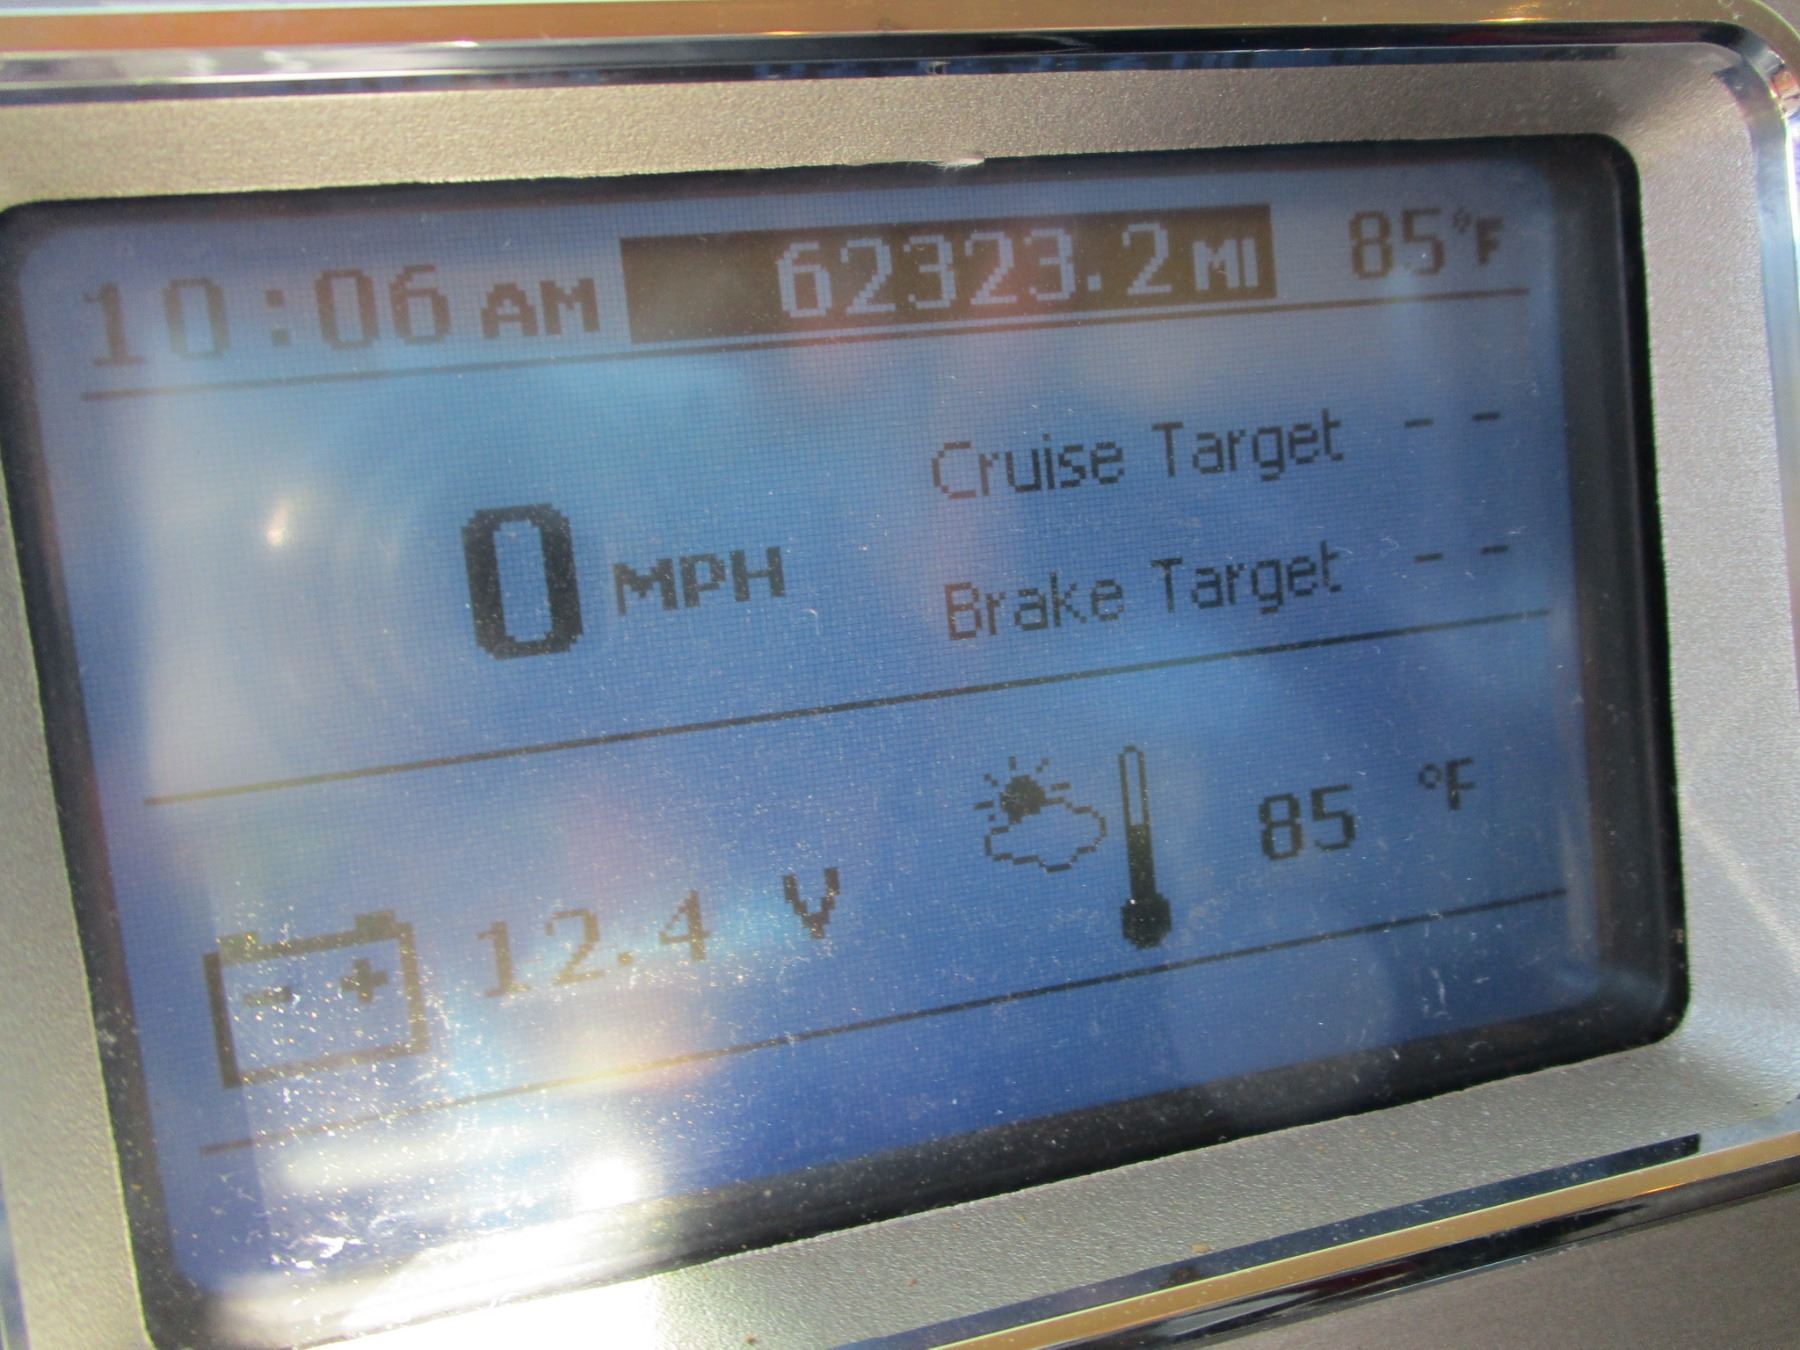 10:06 AM 62323.2 MI 85°F
Cruise Target - -
0 MPH
Brake Target - -
- + 12.4 V 85 °F